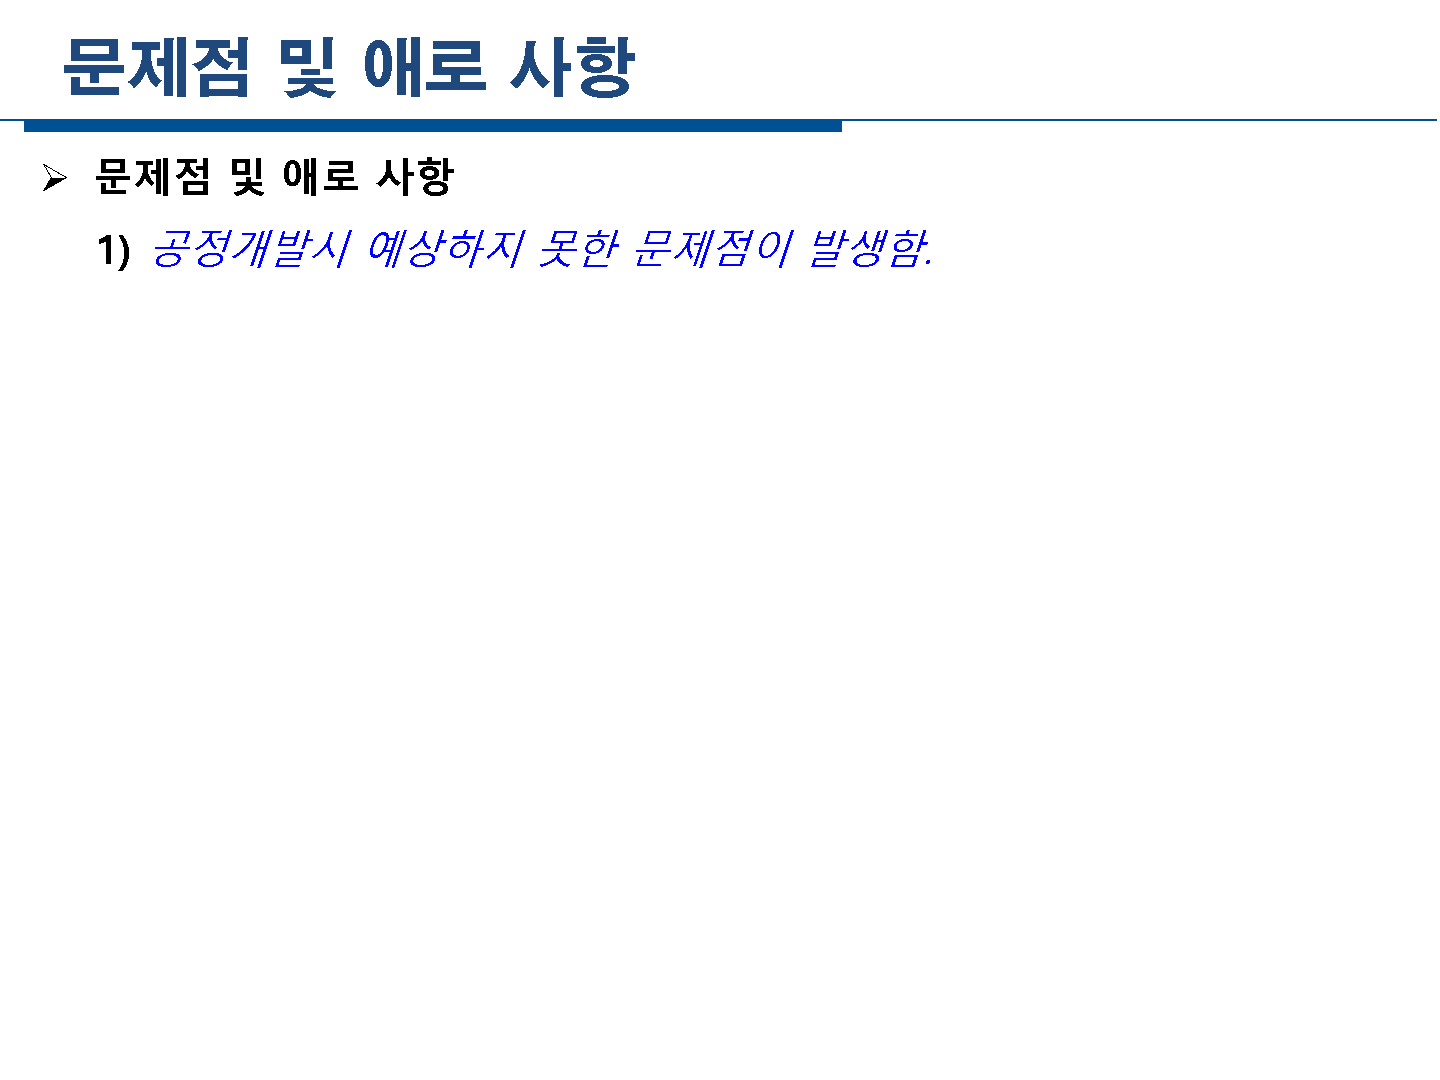 문제점 및 애로 사항
➢ 문제점 및 애로 사항
1) 공정개발시 예상하지 못한 문제점이 발생함.